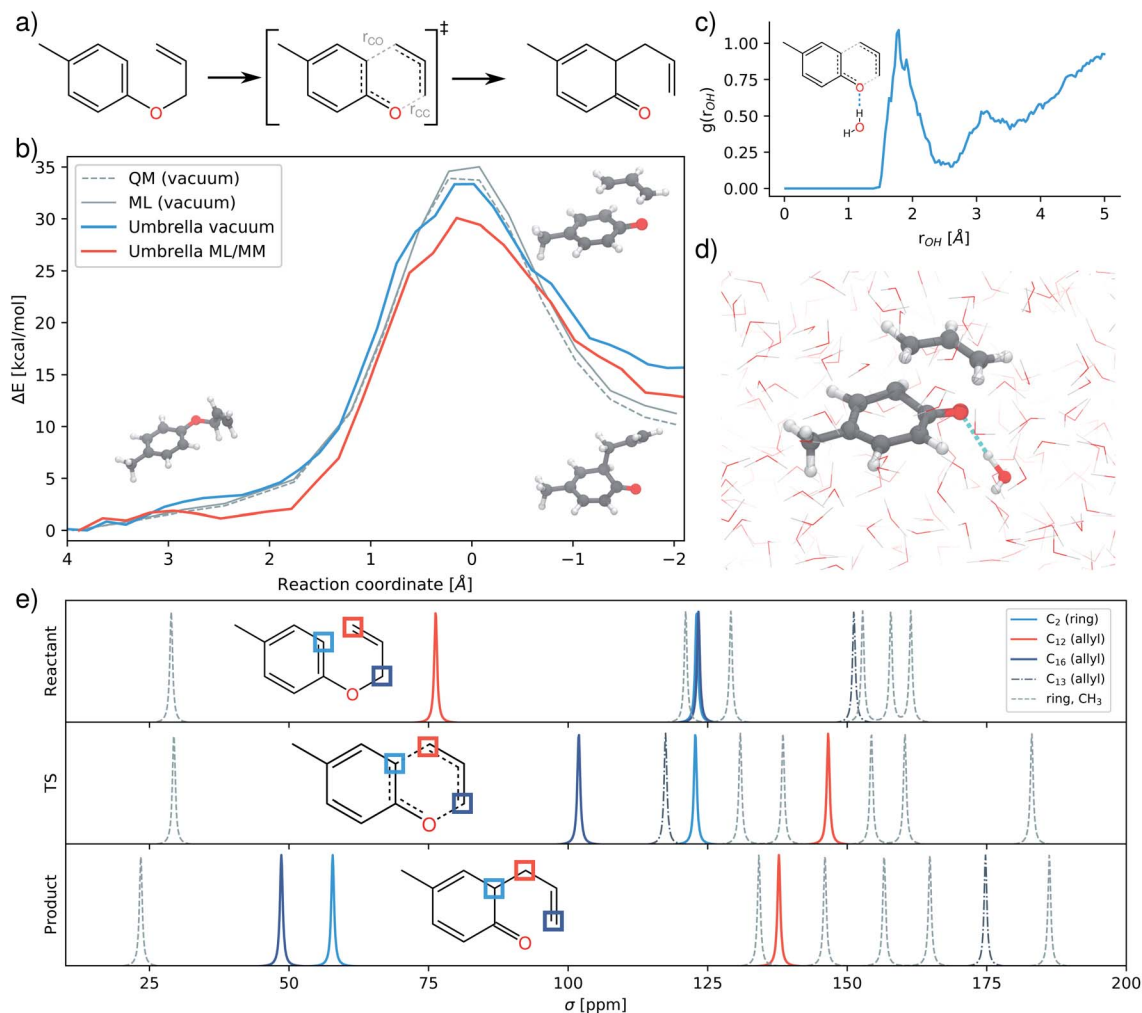 a)
r_CO
O
r_CC
‡
O
b)
QM (vacuum)
ML (vacuum)
Umbrella vacuum
Umbrella ML/MM
ΔE [kcal/mol]
35
30
25
20
15
10
5
0
4
3
2
1
0
−1
−2
Reaction coordinate [Å]
c)
g(r_OH)
1.00
0.75
0.50
0.25
0.00
O
H
H O
0
1
2
3
4
5
r_OH [Å]
d)
e)
Reactant
O
C₂ (ring)
C₁₂ (allyl)
C₁₆ (allyl)
C₁₃ (allyl)
ring, CH₃
TS
O
Product
O
25
50
75
100
125
150
175
200
σ [ppm]